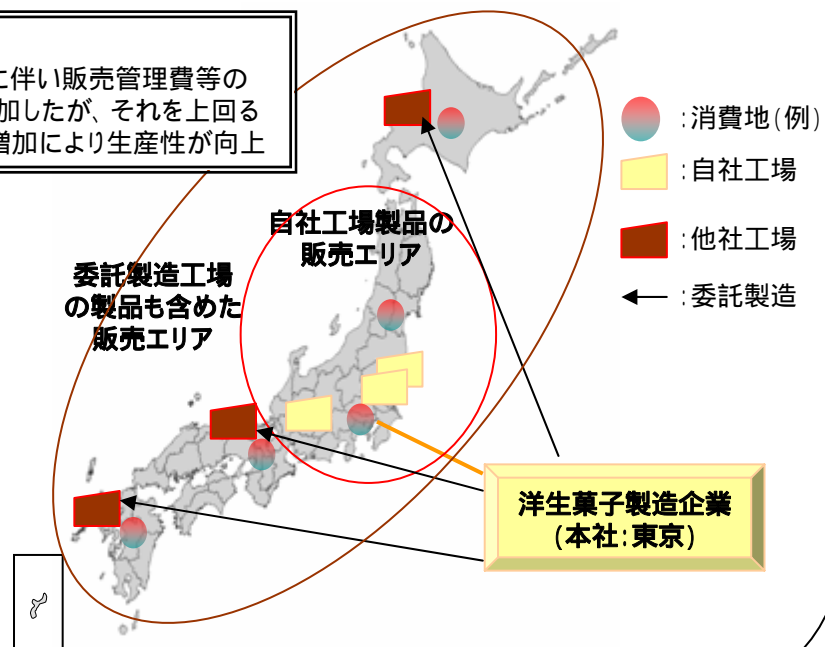 に伴い販売管理費等の
加したが、それを上回る
増加により生産性が向上
:消費地(例)
:自社工場
:他社工場
:委託製造
自社工場製品の
販売エリア
委託製造工場
の製品も含めた
販売エリア
洋生菓子製造企業
(本社:東京)